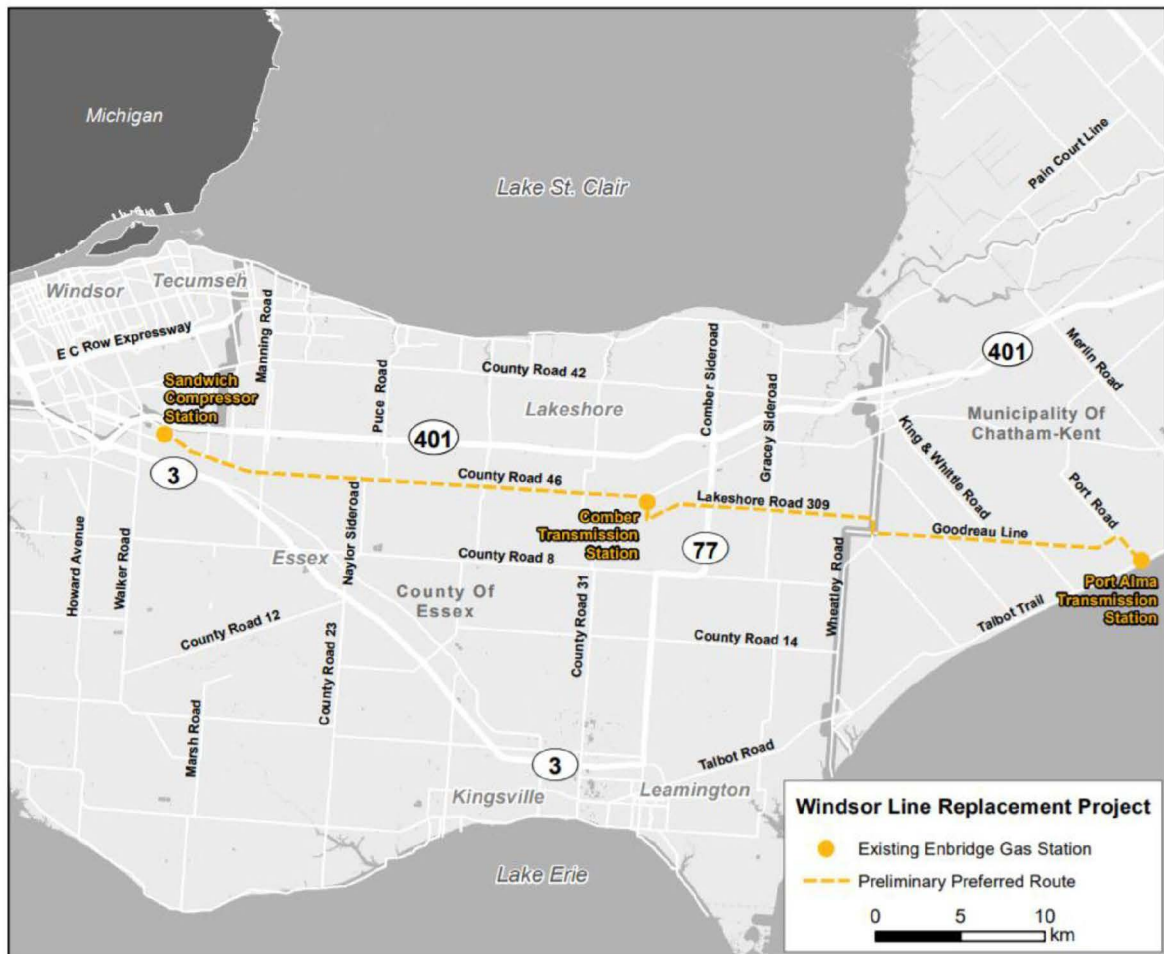 Michigan
Lake St. Clair
Pain Court Line
Windsor
Tecumseh
E C Row Expressway
Manning Road
Sandwich
Compressor
Station
Puce Road
County Road 42
Lakeshore
Comber Sideroad
Gracey Sideroad
401
Merlin Road
Municipality Of
Chatham-Kent
King & Whittle Road
Port Road
401
3
County Road 46
Comber
Transmission
Station
Lakeshore Road 309
Goodreau Line
77
Howard Avenue
Walker Road
Essex
Naylor Sideroad
County Road 8
County Of
Essex
County Road 31
Wheatley Road
Port Alma
Transmission
Station
Talbot Trail
County Road 12
County Road 23
County Road 14
Marsh Road
Talbot Road
3
Kingsville
Leamington
Lake Erie
Windsor Line Replacement Project
Existing Enbridge Gas Station
Preliminary Preferred Route
0 5 10
km